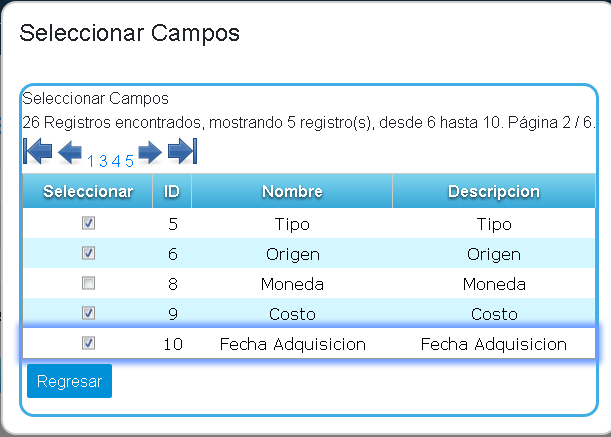 Seleccionar Campos
Seleccionar Campos
26 Registros encontrados, mostrando 5 registro(s), desde 6 hasta 10. Página 2 / 6.
1 3 4 5
Seleccionar ID Nombre Descripcion
5 Tipo Tipo
6 Origen Origen
8 Moneda Moneda
9 Costo Costo
10 Fecha Adquisicion Fecha Adquisicion
Regresar